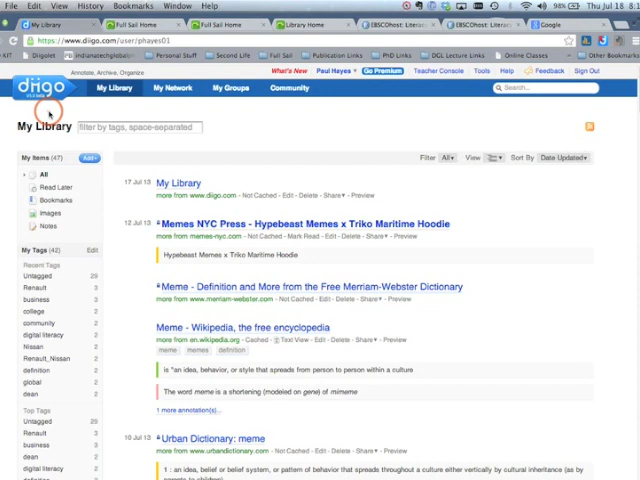 File Edit View History Bookmarks Window Help 98% Thu Jul 18 8:1
My Library Full Sail Home Full Sail Home Library Home EBSCOhost: Literary EBSCOhost: Literary Google
https://www.diigo.com/user/phayes01
KIT Diigolet indianatechglobalp Personal Links Second Life Full Sail Publication Links PhD Links DGL Lecture Links Online Classes Other Bookmarks
Annotate, Archive, Organize What's New Paul Hayes Go Premium Teacher Console Tools Help Feedback Sign Out
diigo My Library My Network My Groups Community Search...
My Library filter by tags, space-separated
My Items (47) Add+ Filter All View Sort By Date Updated
All
Read Later
Bookmarks
Images
Notes
My Tags (42) Edit
Recent Tags
Untagged 29
Renault 3
business 3
college 2
community 2
digital literacy 2
Nissan 2
Renault_Nissan 2
definition 2
global 2
dean 2
Top Tags
Untagged 29
Renault 3
business 3
dean 2
digital literacy 2
definition 2
17 Jul 13 My Library
more from www.diigo.com - Not Cached - Edit - Delete - Share - Preview
12 Jul 13 Memes NYC Press - Hypebeast Memes x Triko Maritime Hoodie
more from memes-nyc.com - Not Cached - Mark Read - Edit - Delete - Share - Preview
Hypebeast Memes x Triko Maritime Hoodie
Meme - Definition and More from the Free Merriam-Webster Dictionary
more from www.merriam-webster.com - Not Cached - Edit - Delete - Share - Preview
Meme - Wikipedia, the free encyclopedia
more from en.wikipedia.org - Cached - Text View - Edit - Delete - Share - Preview
meme memes definition
is "an idea, behavior, or style that spreads from person to person within a culture
The word meme is a shortening (modeled on gene) of mimeme
1 more annotation(s)...
10 Jul 13 Urban Dictionary: meme
more from www.urbandictionary.com - Not Cached - Edit - Delete - Share - Preview
1 : an idea, belief or belief system, or pattern of behavior that spreads throughout a culture either vertically by cultural inheritance (as by